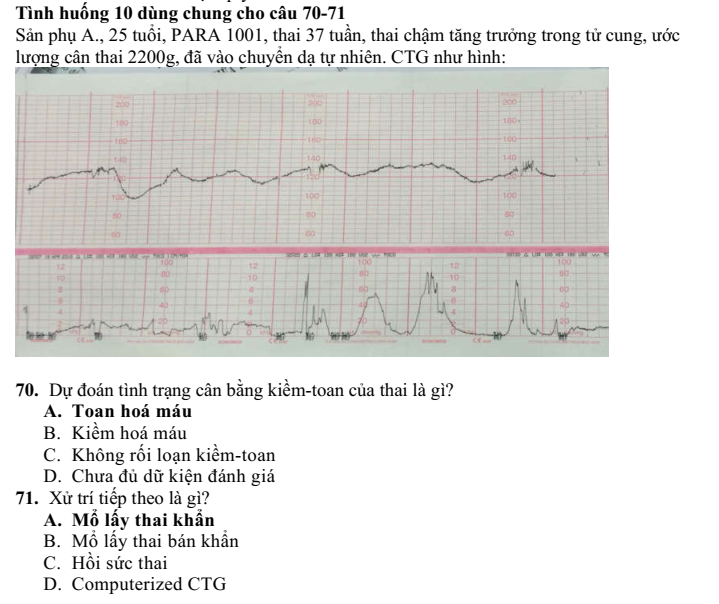 Tình huống 10 dùng chung cho câu 70-71
Sản phụ A., 25 tuổi, PARA 1001, thai 37 tuần, thai chậm tăng trưởng trong tử cung, ước
lượng cân thai 2200g, đã vào chuyển dạ tự nhiên. CTG như hình:
200 200 200
180 180 180
160 160 160
140 140 140
120 120 120
100 100 100
80 80 80
60 60 60
12 100 12 100 12 100
10 80 10 80 10 80
8 60 8 60 8 60
6 40 6 40 6 40
4 20 4 20 4 20
70. Dự đoán tình trạng cân bằng kiềm-toan của thai là gì?
A. Toan hoá máu
B. Kiềm hoá máu
C. Không rối loạn kiềm-toan
D. Chưa đủ dữ kiện đánh giá
71. Xử trí tiếp theo là gì?
A. Mổ lấy thai khẩn
B. Mổ lấy thai bán khẩn
C. Hồi sức thai
D. Computerized CTG